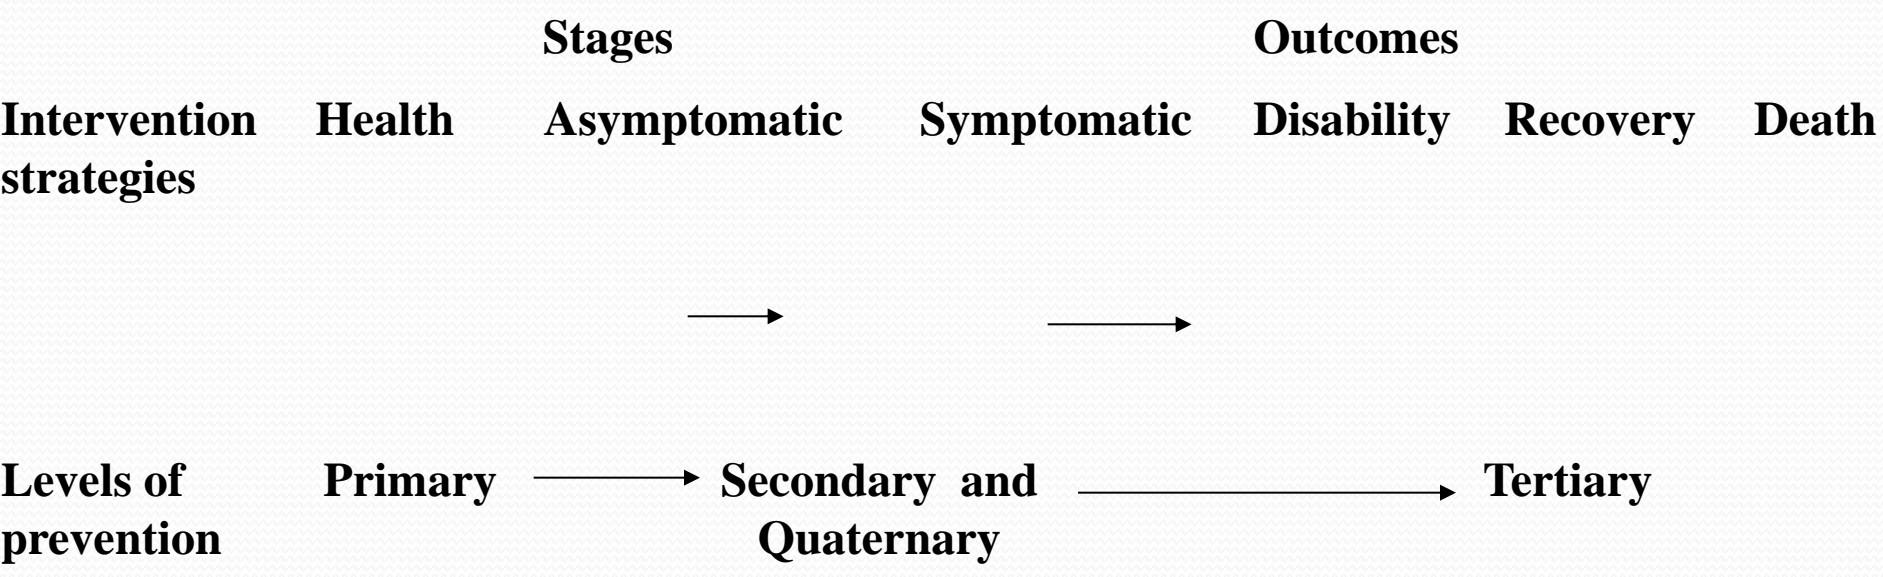 Stages Outcomes
Intervention Health Asymptomatic Symptomatic Disability Recovery Death
strategies
Levels of Primary Secondary and Tertiary
prevention Quaternary